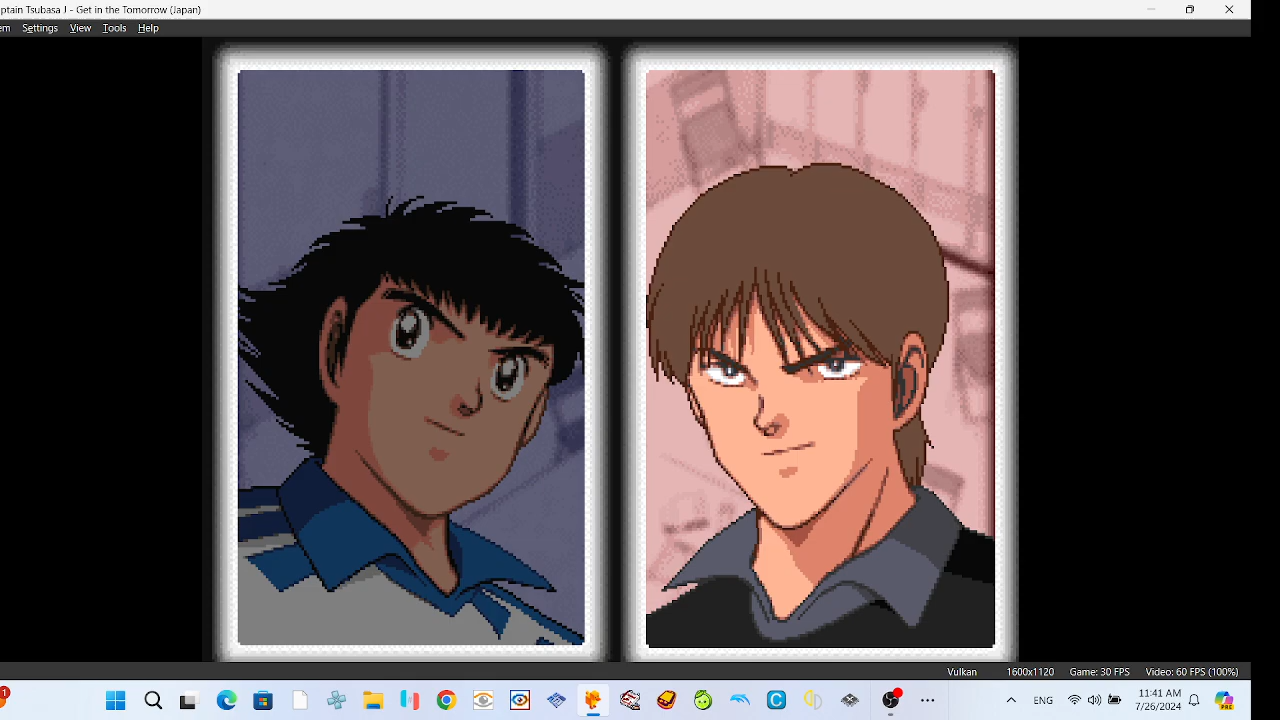 ptain Tsubasa J - Get in the Tomorrow (Japan)
em Settings View Tools Help
Vulkan 1600x1120 Game: 30 FPS Video: 60 FPS (100%)
1 C PRE ENG 11:41 AM
7/26/2024